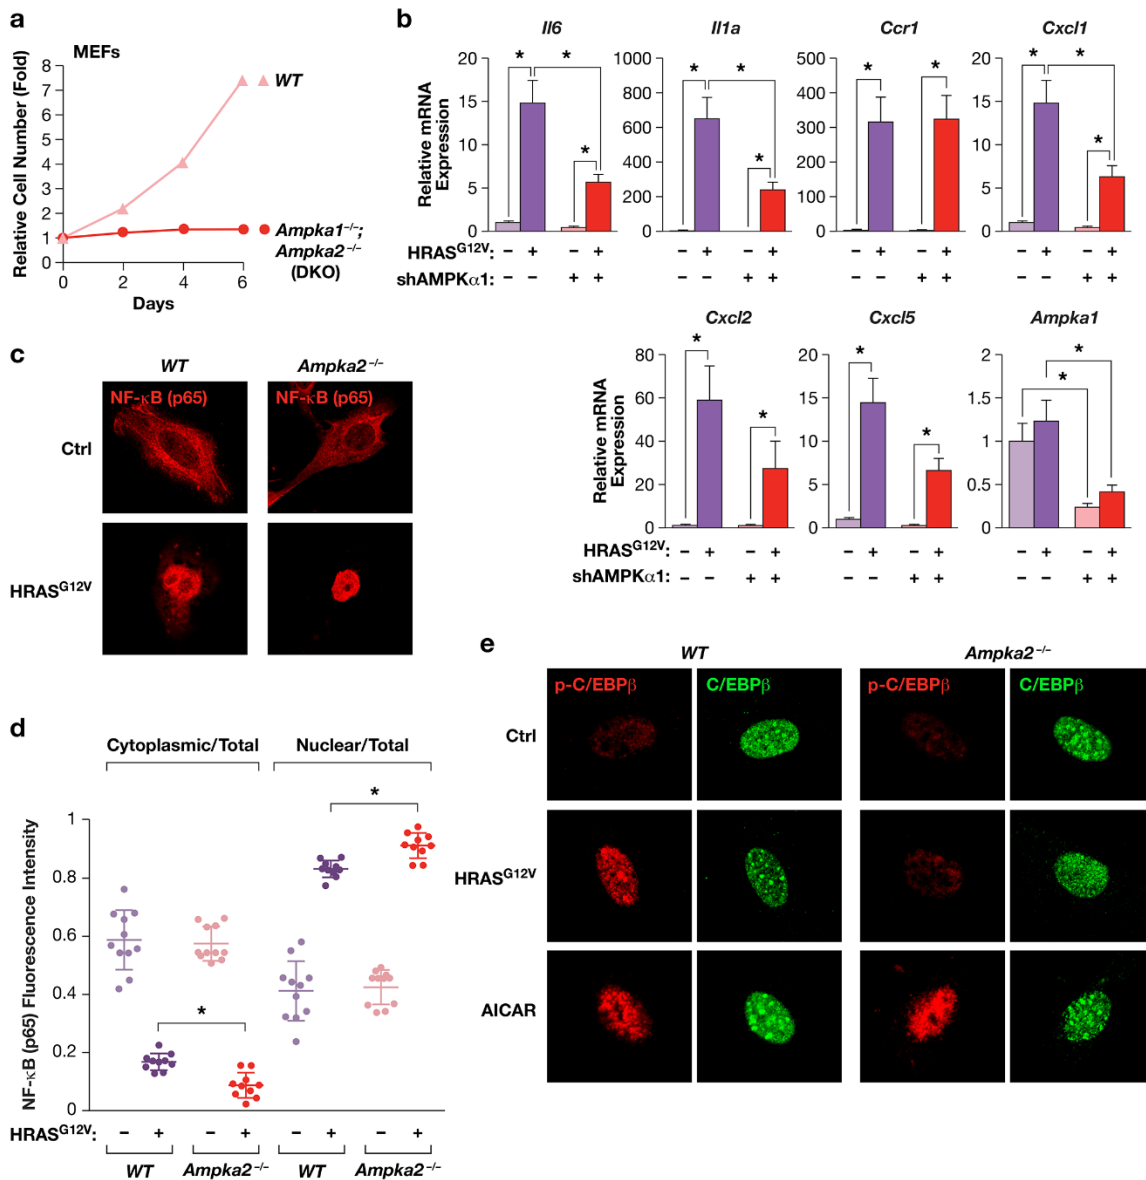 a
MEFs
Relative Cell Number (Fold)
8
7
6
5
4
3
2
1
0
0 2 4 6
Days
WT
Ampka1−/−;
Ampka2−/−
(DKO)
b
Il6 Il1a Ccr1 Cxcl1
Relative mRNA
Expression
20
15
10
5
0
* * *
1000
800
600
400
200
0
* * *
500
400
300
200
100
0
* *
20
15
10
5
0
* * *
HRASG12V: − + − + − + − + − + − + − + − +
shAMPKα1: − − + + − − + + − − + + − − + +
Cxcl2 Cxcl5 Ampka1
Relative mRNA
Expression
80
60
40
20
0
* *
20
15
10
5
0
* *
2
1.5
1
0.5
0
* *
HRASG12V: − + − + − + − + − + − +
shAMPKα1: − − + + − − + + − − + +
c
WT Ampka2−/−
NF-κB (p65) NF-κB (p65)
Ctrl
HRASG12V
d
Cytoplasmic/Total Nuclear/Total
NF-κB (p65) Fluorescence Intensity
1
0.8
0.6
0.4
0.2
0
* *
HRASG12V: − + − + − + − +
WT Ampka2−/− WT Ampka2−/−
e
WT Ampka2−/−
p-C/EBPβ C/EBPβ p-C/EBPβ C/EBPβ
Ctrl
HRASG12V
AICAR